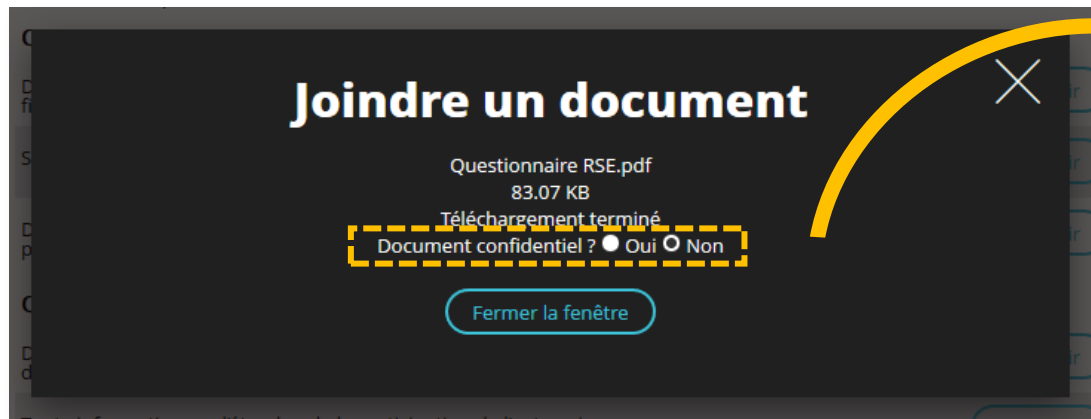 Joindre un document
Questionnaire RSE.pdf
83.07 KB
Téléchargement terminé
Document confidentiel ? Oui Non
Fermer la fenêtre